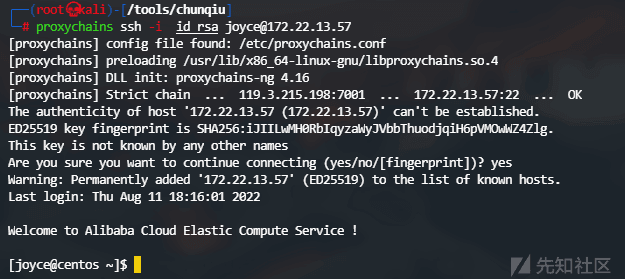 (root㉿kali)-[/tools/chunqiu]
# proxychains ssh -i id_rsa joyce@172.22.13.57
[proxychains] config file found: /etc/proxychains.conf
[proxychains] preloading /usr/lib/x86_64-linux-gnu/libproxychains.so.4
[proxychains] DLL init: proxychains-ng 4.16
[proxychains] Strict chain ... 119.3.215.198:7001 ... 172.22.13.57:22 ... OK
The authenticity of host '172.22.13.57 (172.22.13.57)' can't be established.
ED25519 key fingerprint is SHA256:iJIILwMH0RbIqyzaWyJVbbThuodjqiH6pVMOwWZ4Zlg.
This key is not known by any other names
Are you sure you want to continue connecting (yes/no/[fingerprint])? yes
Warning: Permanently added '172.22.13.57' (ED25519) to the list of known hosts.
Last login: Thu Aug 11 18:16:01 2022
Welcome to Alibaba Cloud Elastic Compute Service !
[joyce@centos ~]$
先知社区